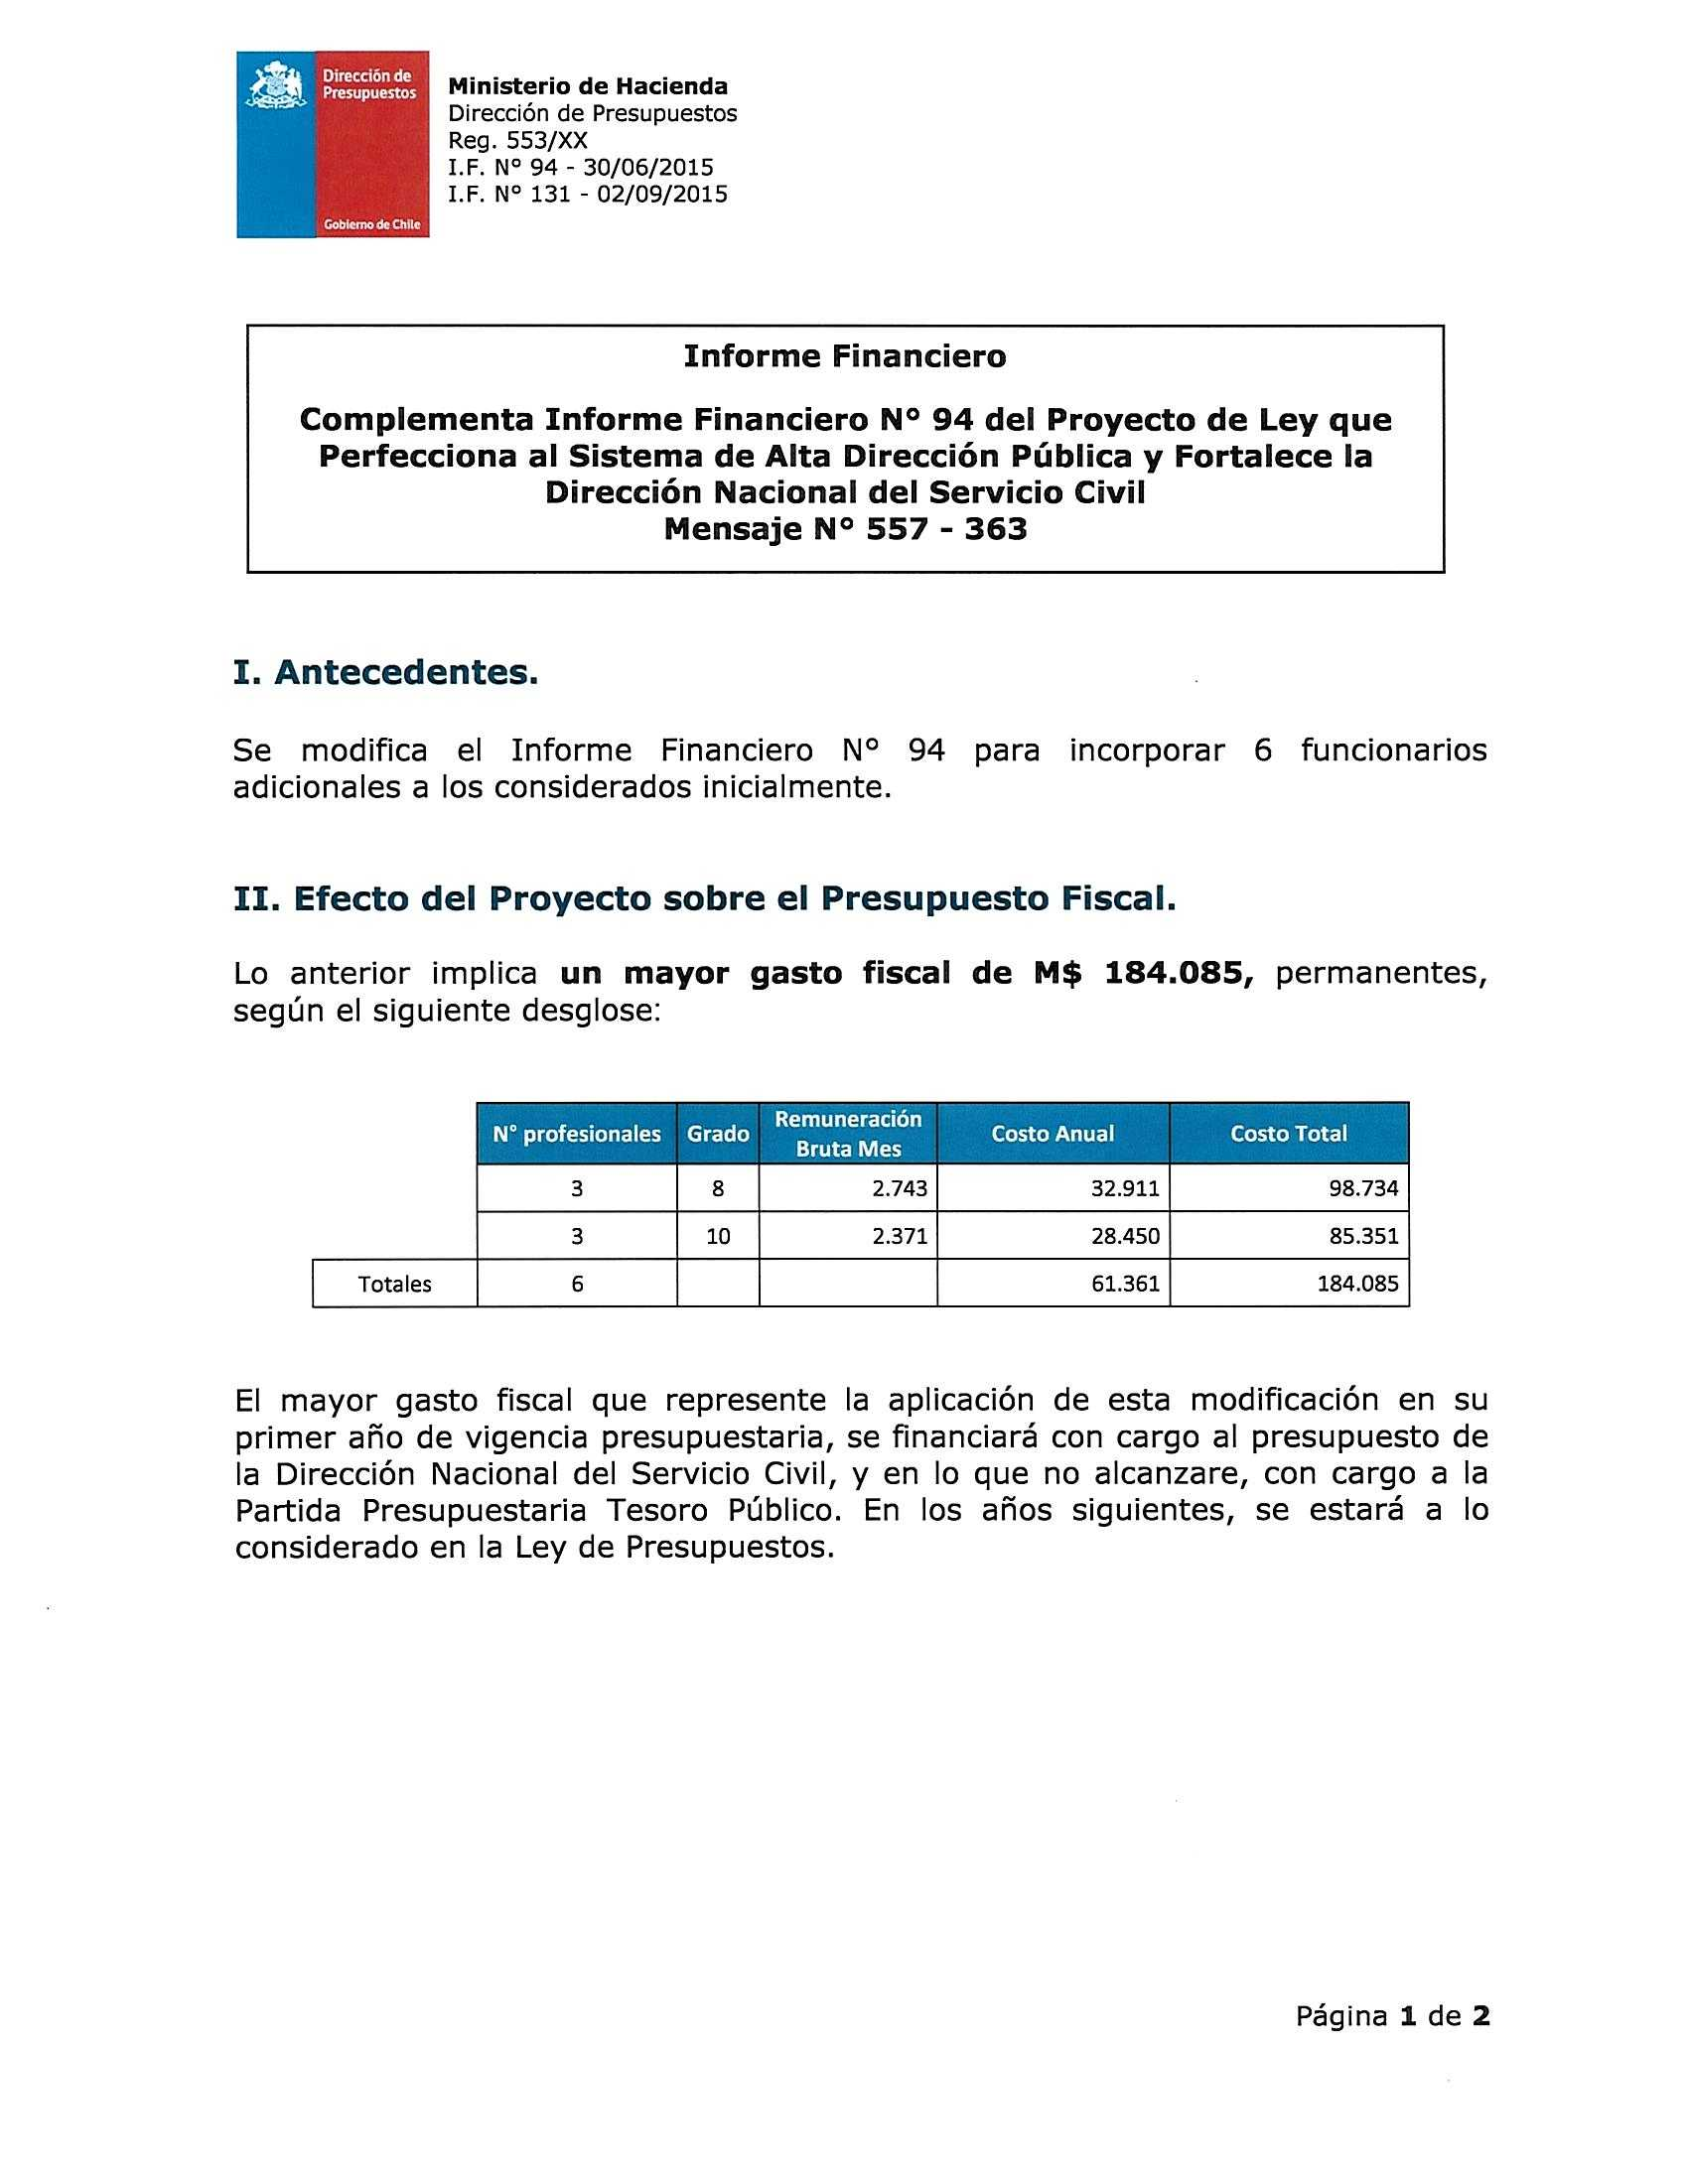 Dirección de
Presupuestos
Gobierno de Chile
Ministerio de Hacienda
Dirección de Presupuestos
Reg. 553/XX
I.F. Nº 94 - 30/06/2015
I.F. Nº 131 - 02/09/2015
Informe Financiero
Complementa Informe Financiero Nº 94 del Proyecto de Ley que
Perfecciona al Sistema de Alta Dirección Pública y Fortalece la
Dirección Nacional del Servicio Civil
Mensaje Nº 557 - 363
I. Antecedentes.
Se modifica el Informe Financiero Nº 94 para incorporar 6 funcionarios
adicionales a los considerados inicialmente.
II. Efecto del Proyecto sobre el Presupuesto Fiscal.
Lo anterior implica un mayor gasto fiscal de M$ 184.085, permanentes,
según el siguiente desglose:
N° profesionales Grado Remuneración Bruta Mes Costo Anual Costo Total
3 8 2.743 32.911 98.734
3 10 2.371 28.450 85.351
Totales 6 61.361 184.085
El mayor gasto fiscal que represente la aplicación de esta modificación en su
primer año de vigencia presupuestaria, se financiará con cargo al presupuesto de
la Dirección Nacional del Servicio Civil, y en lo que no alcanzare, con cargo a la
Partida Presupuestaria Tesoro Público. En los años siguientes, se estará a lo
considerado en la Ley de Presupuestos.
Página 1 de 2